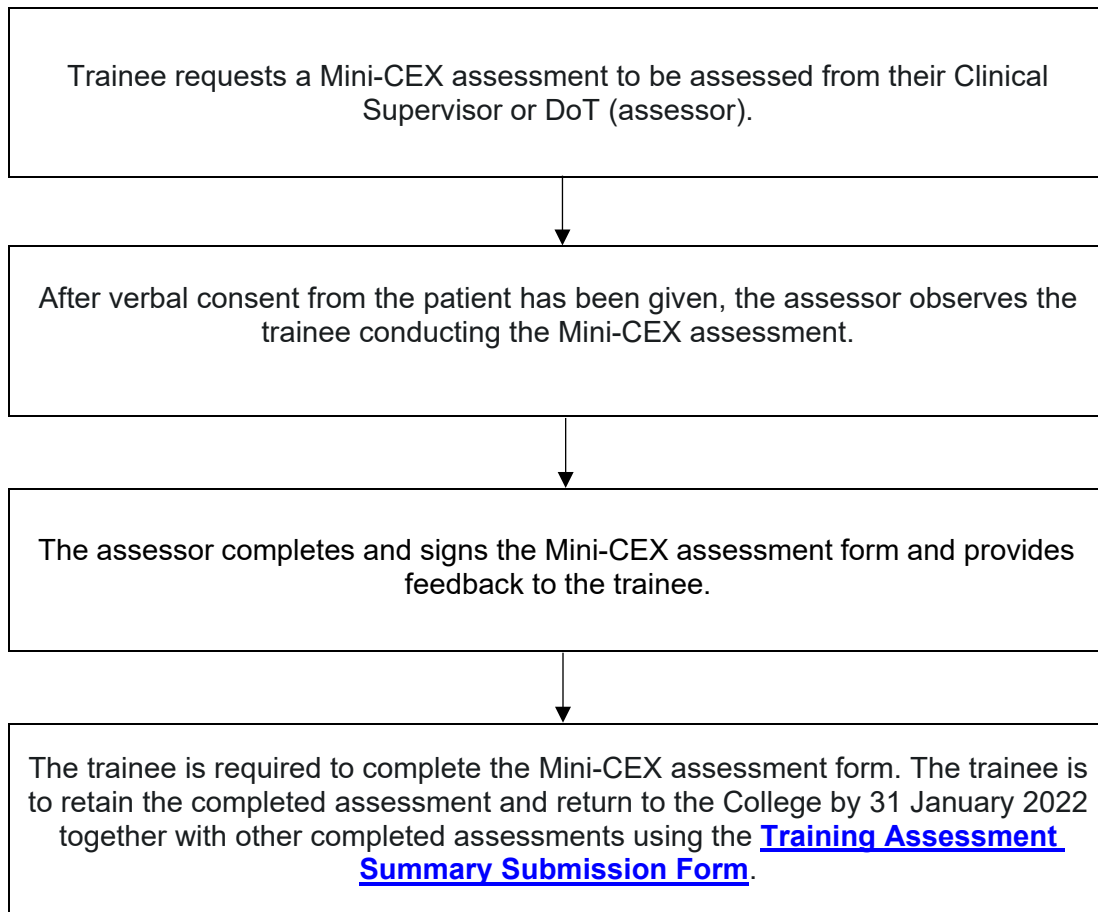 Trainee requests a Mini-CEX assessment to be assessed from their Clinical
Supervisor or DoT (assessor).
After verbal consent from the patient has been given, the assessor observes the
trainee conducting the Mini-CEX assessment.
The assessor completes and signs the Mini-CEX assessment form and provides
feedback to the trainee.
The trainee is required to complete the Mini-CEX assessment form. The trainee is
to retain the completed assessment and return to the College by 31 January 2022
together with other completed assessments using the Training Assessment
Summary Submission Form.